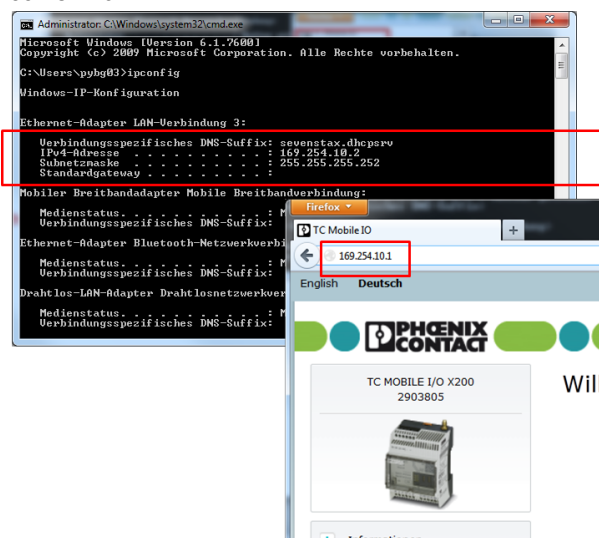 Administrator: C:\Windows\system32\cmd.exe
Microsoft Windows [Version 6.1.7600]
Copyright (c) 2009 Microsoft Corporation. Alle Rechte vorbehalten.
C:\Users\pybg03>ipconfig
Windows-IP-Konfiguration
Ethernet-Adapter LAN-Verbindung 3:
Verbindungsspezifisches DNS-Suffix: sevenstax.dhcpsrv
IPv4-Adresse . . . . . . . . . . : 169.254.10.2
Subnetzmaske . . . . . . . . . . : 255.255.255.252
Standardgateway . . . . . . . . . :
Mobiler Breitbandadapter Mobile Breitbandverbindung:
Medienstatus. . . . . . . . . . . : M
Verbindungsspezifisches DNS-Suffix:
Ethernet-Adapter Bluetooth-Netzwerkverbi
Medienstatus. . . . . . . . . . . : M
Verbindungsspezifisches DNS-Suffix:
Drahtlos-LAN-Adapter Drahtlosnetzwerkver
Medienstatus. . . . . . . . . . . : M
Verbindungsspezifisches DNS-Suffix:
Firefox
TC Mobile IO
169.254.10.1
English Deutsch
PHŒNIX
CONTACT
TC MOBILE I/O X200
2903805
Will
Informationen